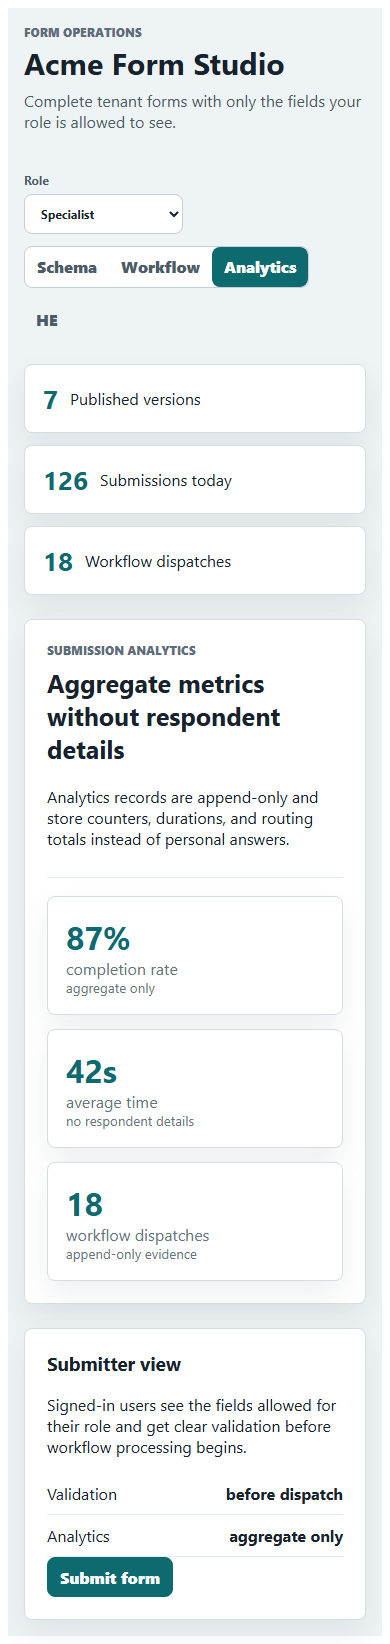 FORM OPERATIONS
Acme Form Studio
Complete tenant forms with only the fields your
role is allowed to see.
Role
Specialist
Schema Workflow Analytics
HE
7 Published versions
126 Submissions today
18 Workflow dispatches
SUBMISSION ANALYTICS
Aggregate metrics
without respondent
details
Analytics records are append-only and
store counters, durations, and routing
totals instead of personal answers.
87%
completion rate
aggregate only
42s
average time
no respondent details
18
workflow dispatches
append-only evidence
Submitter view
Signed-in users see the fields allowed for
their role and get clear validation before
workflow processing begins.
Validation before dispatch
Analytics aggregate only
Submit form